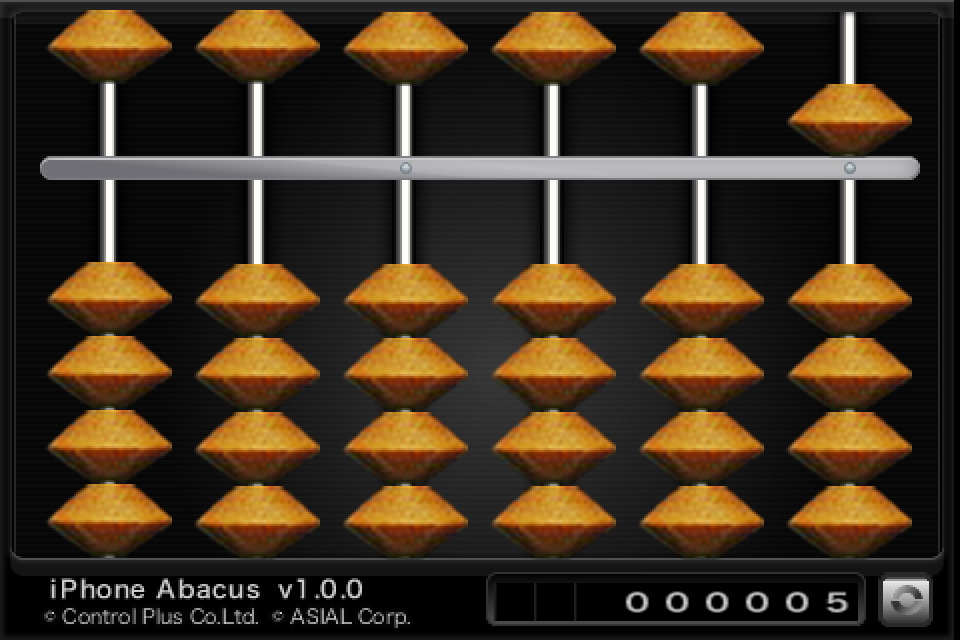 iPhone Abacus v1.0.0
© Control Plus Co.Ltd. © ASIAL Corp.
000005